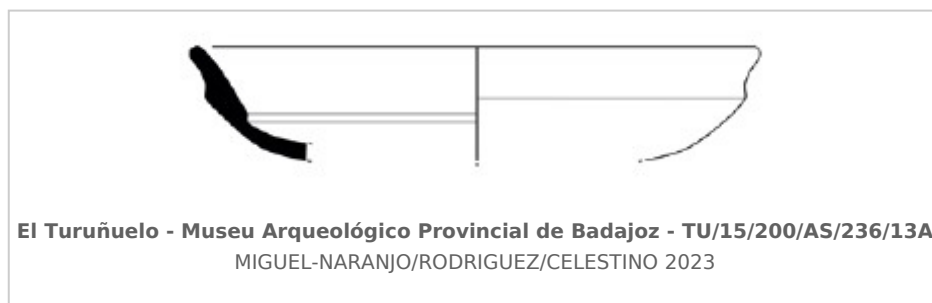 El Turuñuelo - Museu Arqueológico Provincial de Badajoz - TU/15/200/AS/236/13A
MIGUEL-NARANJO/RODRIGUEZ/CELESTINO 2023